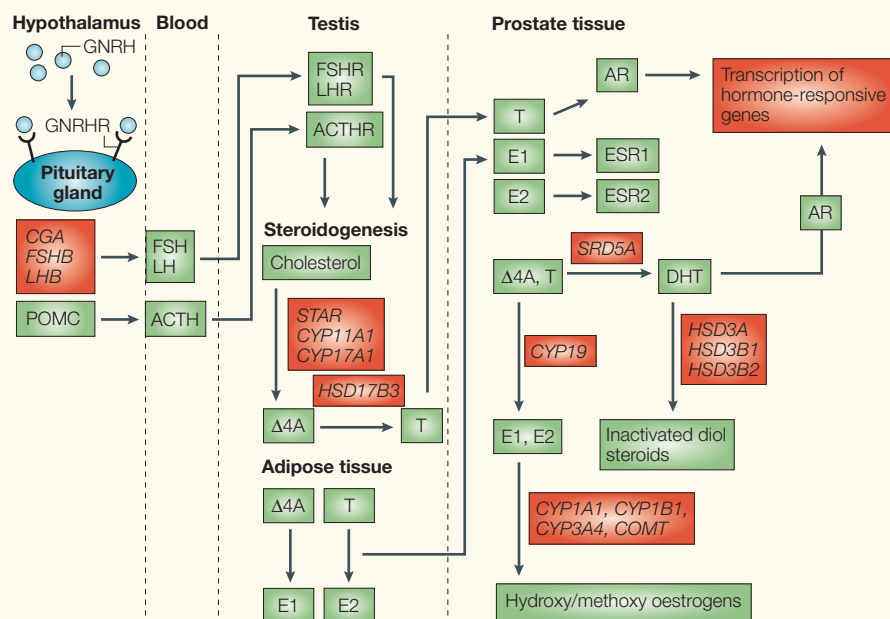 Hypothalamus
Blood
Testis
Prostate tissue
GNRH
GNRHR
Pituitary
gland
CGA
FSHB
LHB
FSH
LH
POMC
ACTH
FSHR
LHR
ACTHR
Steroidogenesis
Cholesterol
STAR
CYP11A1
CYP17A1
HSD17B3
Δ4A
T
Adipose tissue
Δ4A
T
E1
E2
T
AR
Transcription of
hormone-responsive
genes
E1
ESR1
E2
ESR2
AR
Δ4A, T
SRD5A
DHT
CYP19
HSD3A
HSD3B1
HSD3B2
E1, E2
Inactivated diol
steroids
CYP1A1, CYP1B1,
CYP3A4, COMT
Hydroxy/methoxy oestrogens